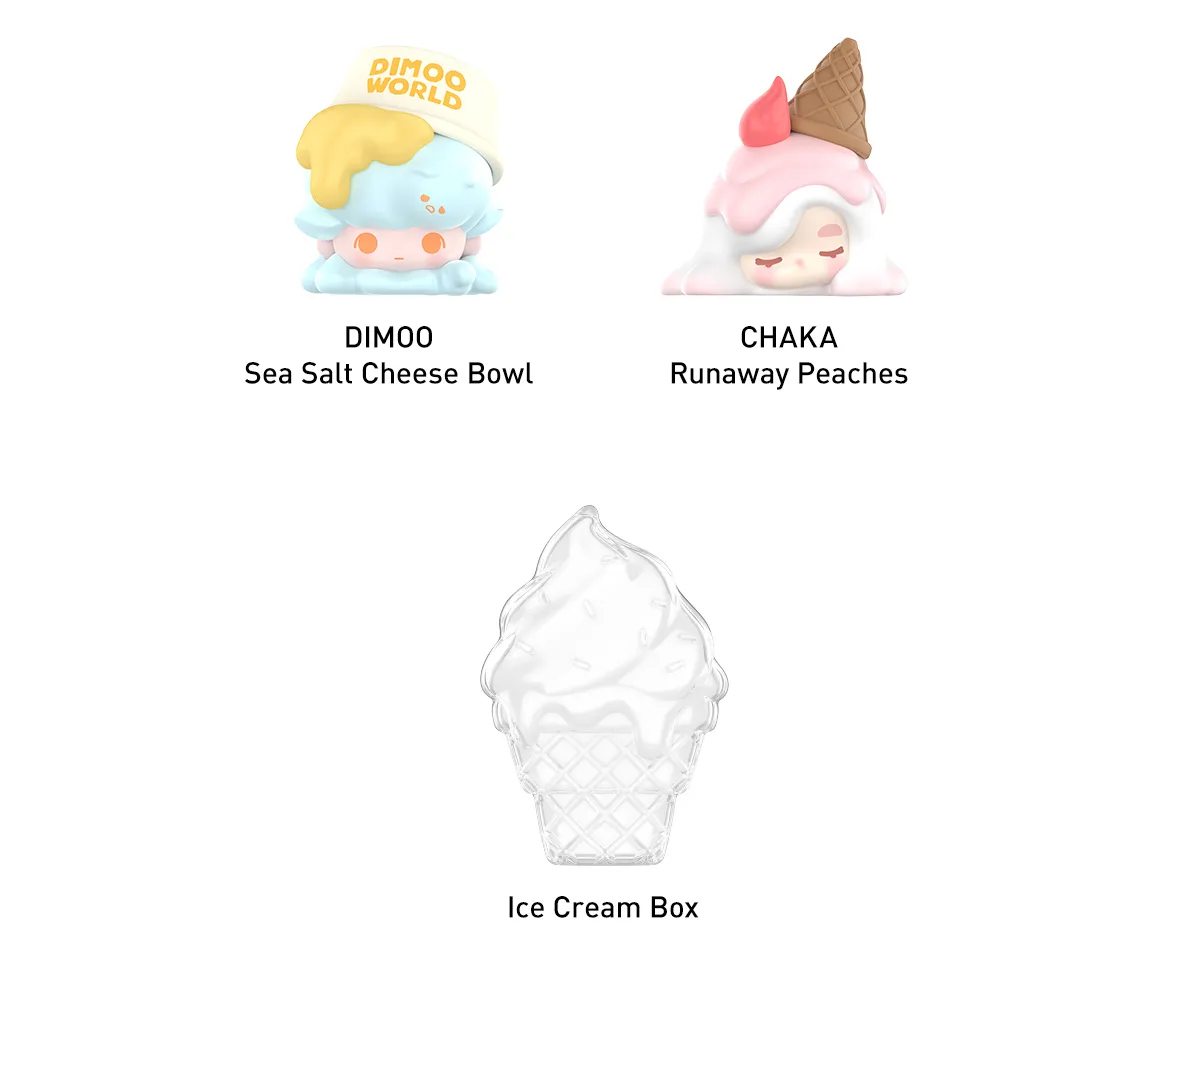 DIMOO
WORLD
DIMOO
Sea Salt Cheese Bowl
CHAKA
Runaway Peaches
Ice Cream Box